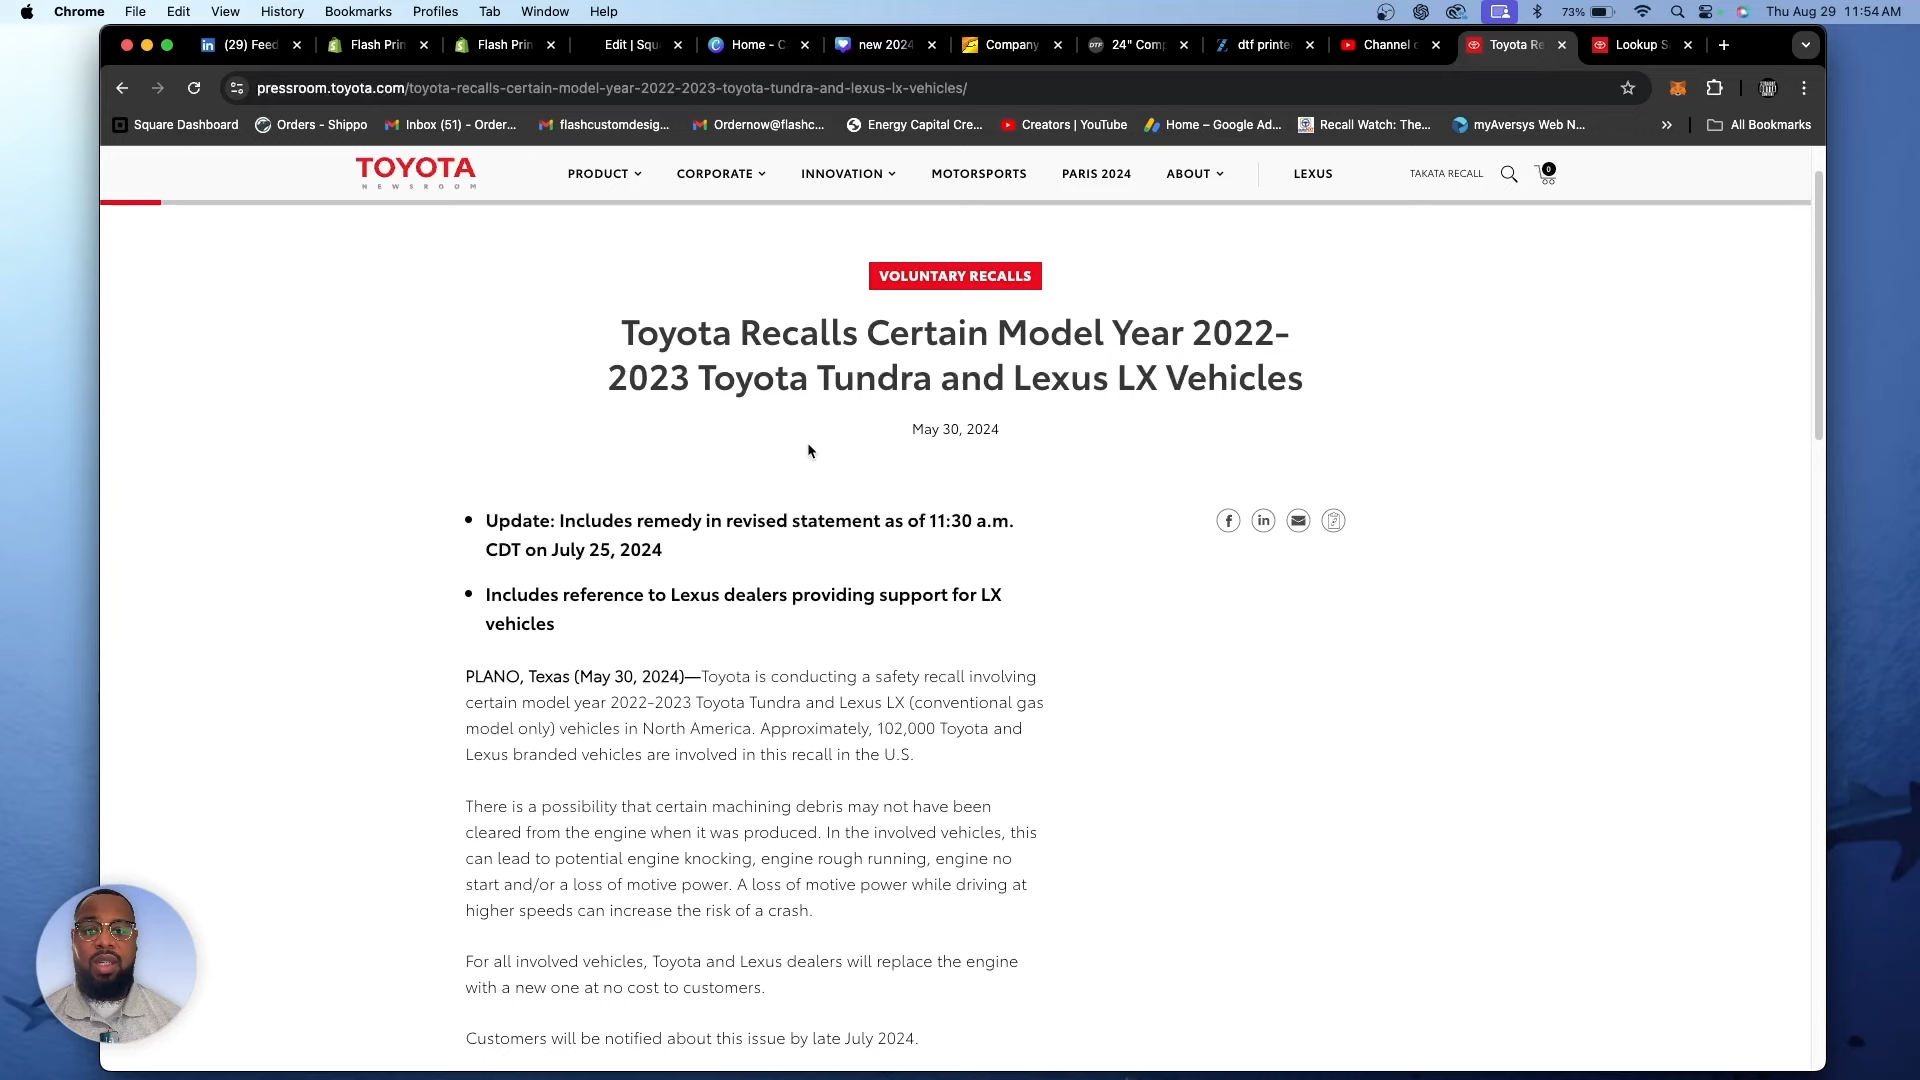 Chrome File Edit View History Bookmarks Profiles Tab Window Help 73% Thu Aug 29 11:54 AM
(29) Feed Flash Prin Flash Prin Edit | Squ Home - C new 2024 Company 24" Com dtf printe Channel Toyota Re Lookup S
pressroom.toyota.com/toyota-recalls-certain-model-year-2022-2023-toyota-tundra-and-lexus-lx-vehicles/
Square Dashboard Orders - Shippo Inbox (51) - Order... flashcustomdesig... Ordernow@flashc... Energy Capital Cre... Creators | YouTube Home – Google Ad... Recall Watch: The... myAversys Web N... » All Bookmarks
TOYOTA
NEWSROOM
PRODUCT CORPORATE INNOVATION MOTORSPORTS PARIS 2024 ABOUT LEXUS TAKATA RECALL 0
VOLUNTARY RECALLS
Toyota Recalls Certain Model Year 2022-
2023 Toyota Tundra and Lexus LX Vehicles
May 30, 2024
• Update: Includes remedy in revised statement as of 11:30 a.m.
CDT on July 25, 2024
• Includes reference to Lexus dealers providing support for LX
vehicles
PLANO, Texas (May 30, 2024)—Toyota is conducting a safety recall involving
certain model year 2022-2023 Toyota Tundra and Lexus LX (conventional gas
model only) vehicles in North America. Approximately, 102,000 Toyota and
Lexus branded vehicles are involved in this recall in the U.S.
There is a possibility that certain machining debris may not have been
cleared from the engine when it was produced. In the involved vehicles, this
can lead to potential engine knocking, engine rough running, engine no
start and/or a loss of motive power. A loss of motive power while driving at
higher speeds can increase the risk of a crash.
For all involved vehicles, Toyota and Lexus dealers will replace the engine
with a new one at no cost to customers.
Customers will be notified about this issue by late July 2024.